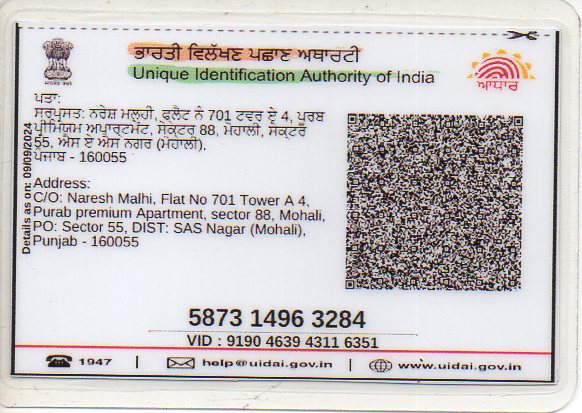 ਭਾਰਤੀ ਵਿਲੱਖਣ ਪਛਾਣ ਅਥਾਰਟੀ
Unique Identification Authority of India
ਆਧਾਰ
ਪਤਾ:
ਸਰਪ੍ਰਸਤ: ਨਰੇਸ਼ ਮਲ੍ਹੀ, ਫਲੈਟ ਨੰ 701 ਟਵਰ ਏ 4, ਪੂਰਬ
ਪ੍ਰੀਮਿਯਮ ਅਪਾਰਟਮੇਂਟ, ਸੇਕਟਰ 88, ਮੋਹਾਲੀ, ਸੇਕਟਰ
55, ਐਸ ਏ ਐਸ ਨਗਰ (ਮੋਹਾਲੀ),
ਪੰਜਾਬ - 160055
Details as on: 09/09/2024
Address:
C/O: Naresh Malhi, Flat No 701 Tower A 4,
Purab premium Apartment, sector 88, Mohali,
PO: Sector 55, DIST: SAS Nagar (Mohali),
Punjab - 160055
5873 1496 3284
VID : 9190 4639 4311 6351
1947 | help@uidai.gov.in | www.uidai.gov.in